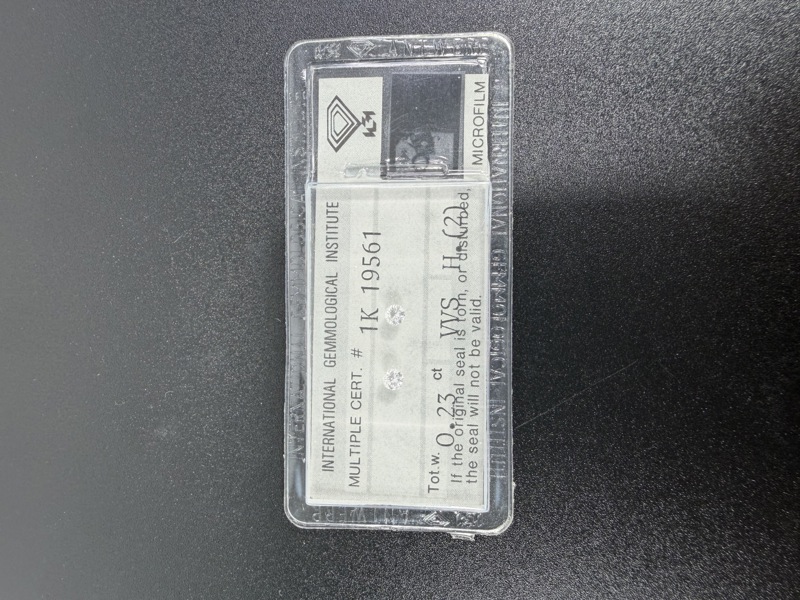 INTERNATIONAL GEMMOLOGICAL INSTITUTE
MULTIPLE CERT. # 1K 19561
Tot.w. 0.23 ct VVS H.(2)
If the original seal is torn, or disturbed,
the seal will not be valid.
MICROFILM